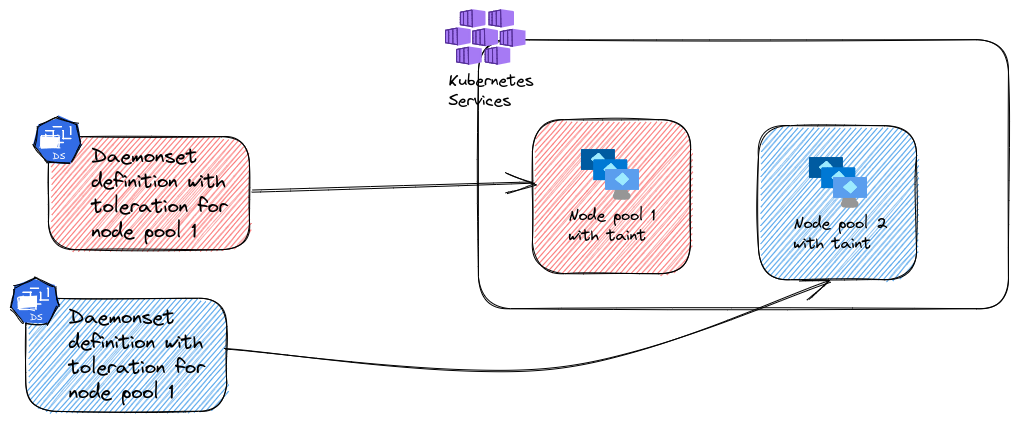 Kubernetes
Services
DS
Daemonset
definition with
toleration for
node pool 1
Node pool 1
with taint
Node pool 2
with taint
DS
Daemonset
definition with
toleration for
node pool 1